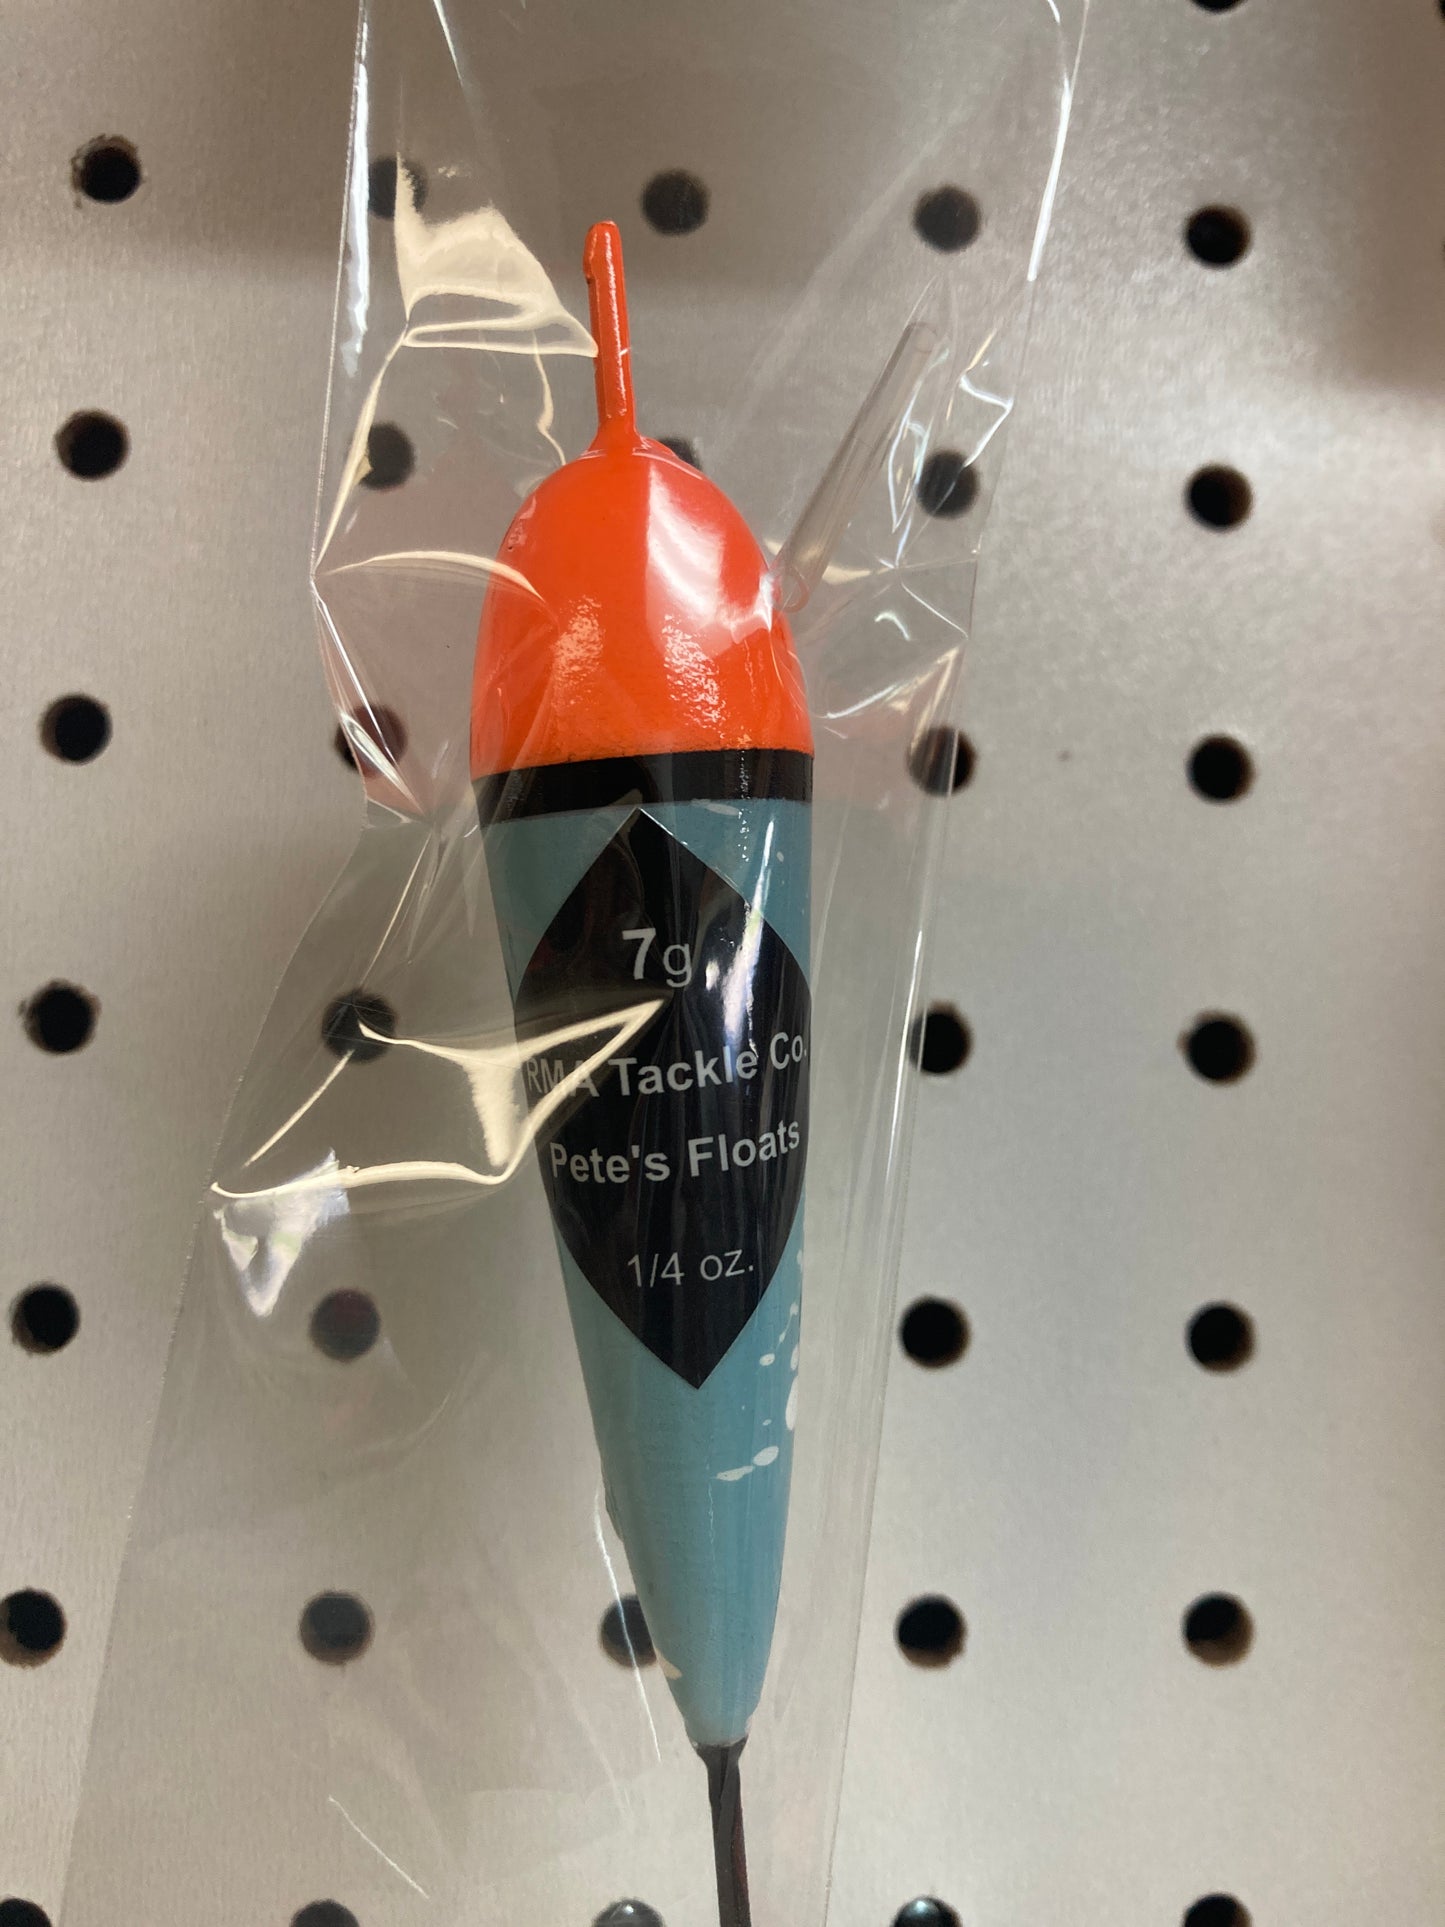 7g
RMA Tackle Co.
Pete's Floats
1/4 oz.